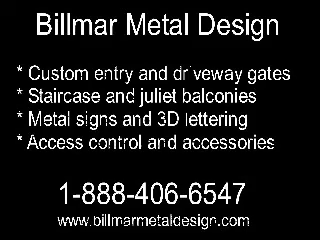 Billmar Metal Design
* Custom entry and driveway gates
* Staircase and juliet balconies
* Metal signs and 3D lettering
* Access control and accessories
1-888-406-6547
www.billmarmetaldesign.com